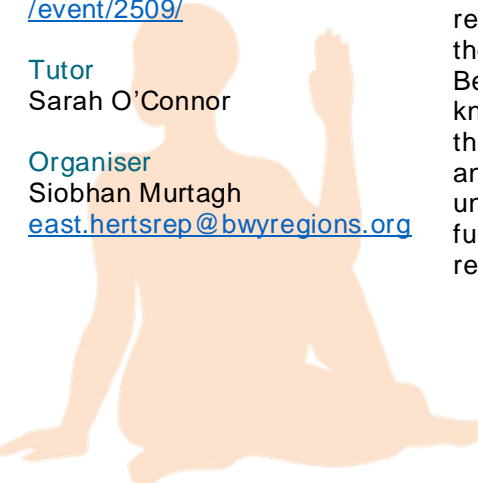 /event/2509/
Tutor
Sarah O’Connor
Organiser
Siobhan Murtagh
east.hertsrep@bwyregions.org